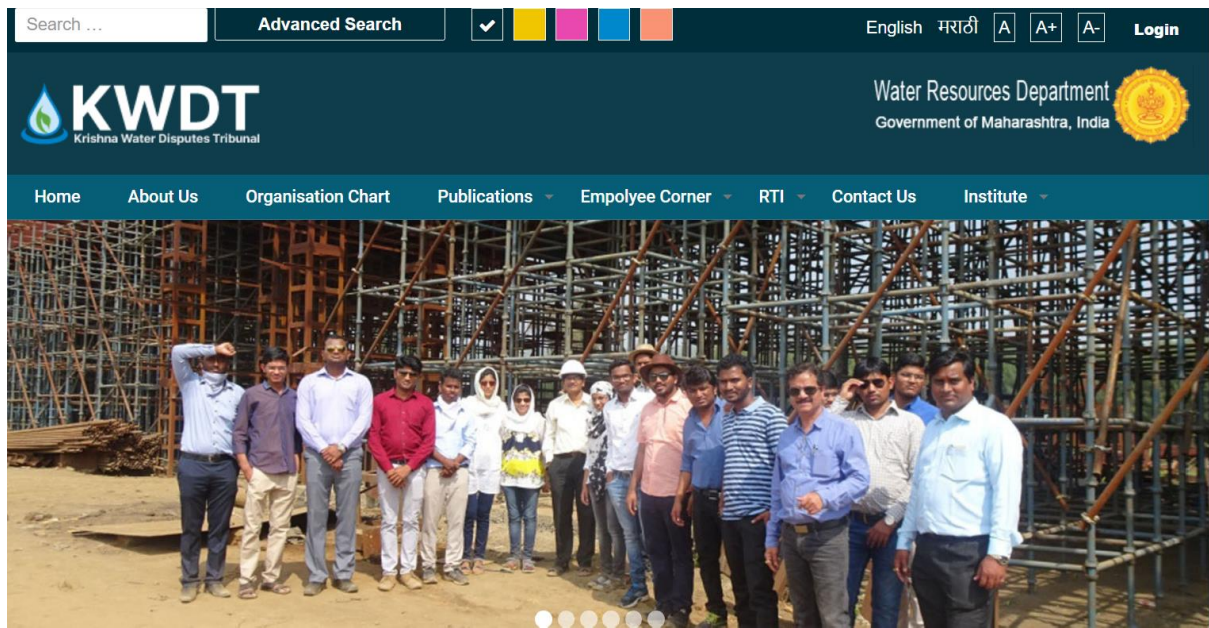 Search ...
Advanced Search
English मराठी A A+ A- Login
KWDT
Krishna Water Disputes Tribunal
Water Resources Department
Government of Maharashtra, India
Home About Us Organisation Chart Publications Empolyee Corner RTI Contact Us Institute